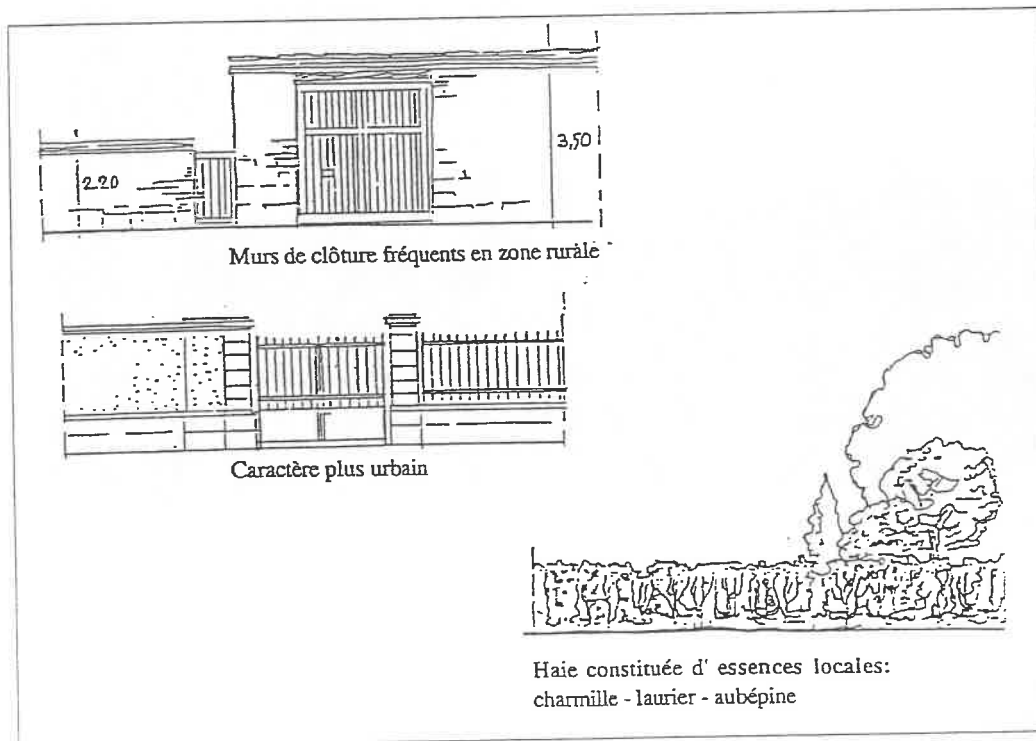 2.20
3,50
Murs de clôture fréquents en zone rurale
Caractère plus urbain
Haie constituée d' essences locales:
charmille - laurier - aubépine